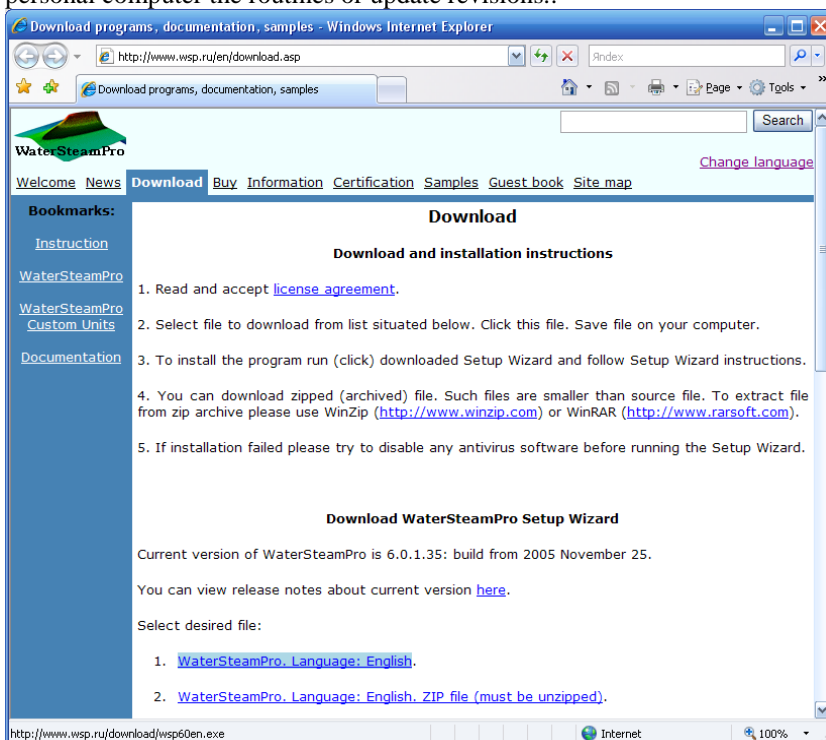 personal computer the routines or update revisions..
Download programs, documentation, samples - Windows Internet Explorer
http://www.wsp.ru/en/download.asp
Яndex
Download programs, documentation, samples
Page
Tools
»
WaterSteamPro
Search
Change language
Welcome News Download Buy Information Certification Samples Guest book Site map
Bookmarks:
Instruction
WaterSteamPro
WaterSteamPro
Custom Units
Documentation
Download
Download and installation instructions
1. Read and accept license agreement.
2. Select file to download from list situated below. Click this file. Save file on your computer.
3. To install the program run (click) downloaded Setup Wizard and follow Setup Wizard instructions.
4. You can download zipped (archived) file. Such files are smaller than source file. To extract file
from zip archive please use WinZip (http://www.winzip.com) or WinRAR (http://www.rarsoft.com).
5. If installation failed please try to disable any antivirus software before running the Setup Wizard.
Download WaterSteamPro Setup Wizard
Current version of WaterSteamPro is 6.0.1.35: build from 2005 November 25.
You can view release notes about current version here.
Select desired file:
1. WaterSteamPro. Language: English.
2. WaterSteamPro. Language: English. ZIP file (must be unzipped).
http://www.wsp.ru/download/wsp60en.exe
Internet
100%